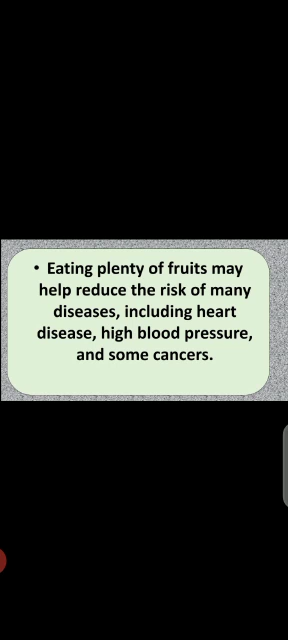 • Eating plenty of fruits may
help reduce the risk of many
diseases, including heart
disease, high blood pressure,
and some cancers.